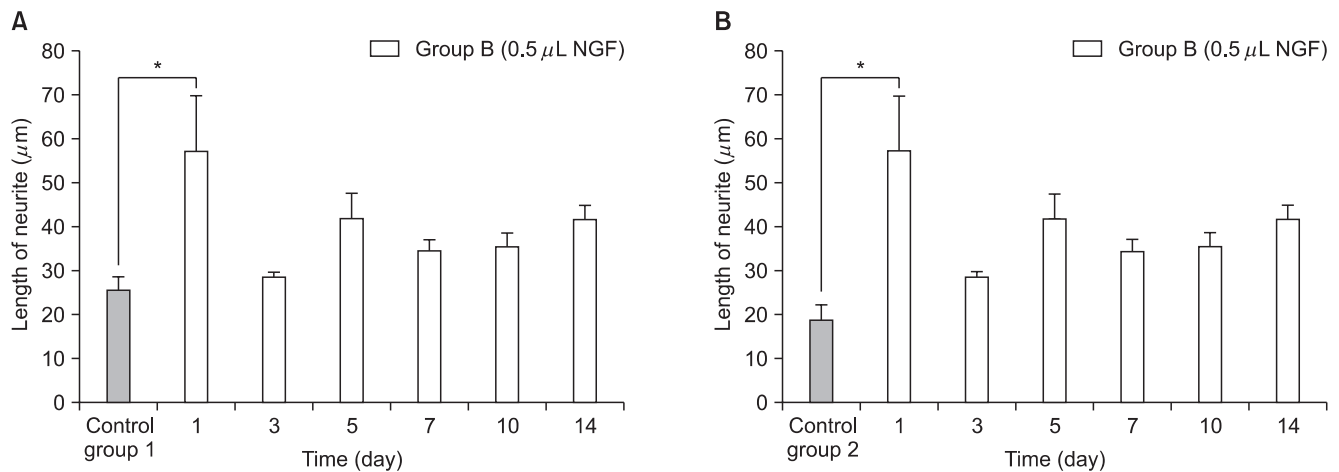 A
80
70
60
50
40
30
20
10
0
Length of neurite (μm)
Group B (0.5 μL NGF)
*
Control
group 1
1
3
5
7
10
14
Time (day)
B
80
70
60
50
40
30
20
10
0
Length of neurite (μm)
Group B (0.5 μL NGF)
*
Control
group 2
1
3
5
7
10
14
Time (day)